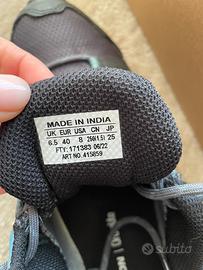 MADE IN INDIA
UK EUR USA CN JP
6.5 40 8 250(1.5) 25
FTY: 171383 06/22
ART NO. 415859
subito